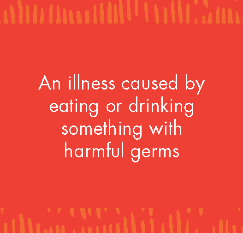 An illness caused by
eating or drinking
something with
harmful germs